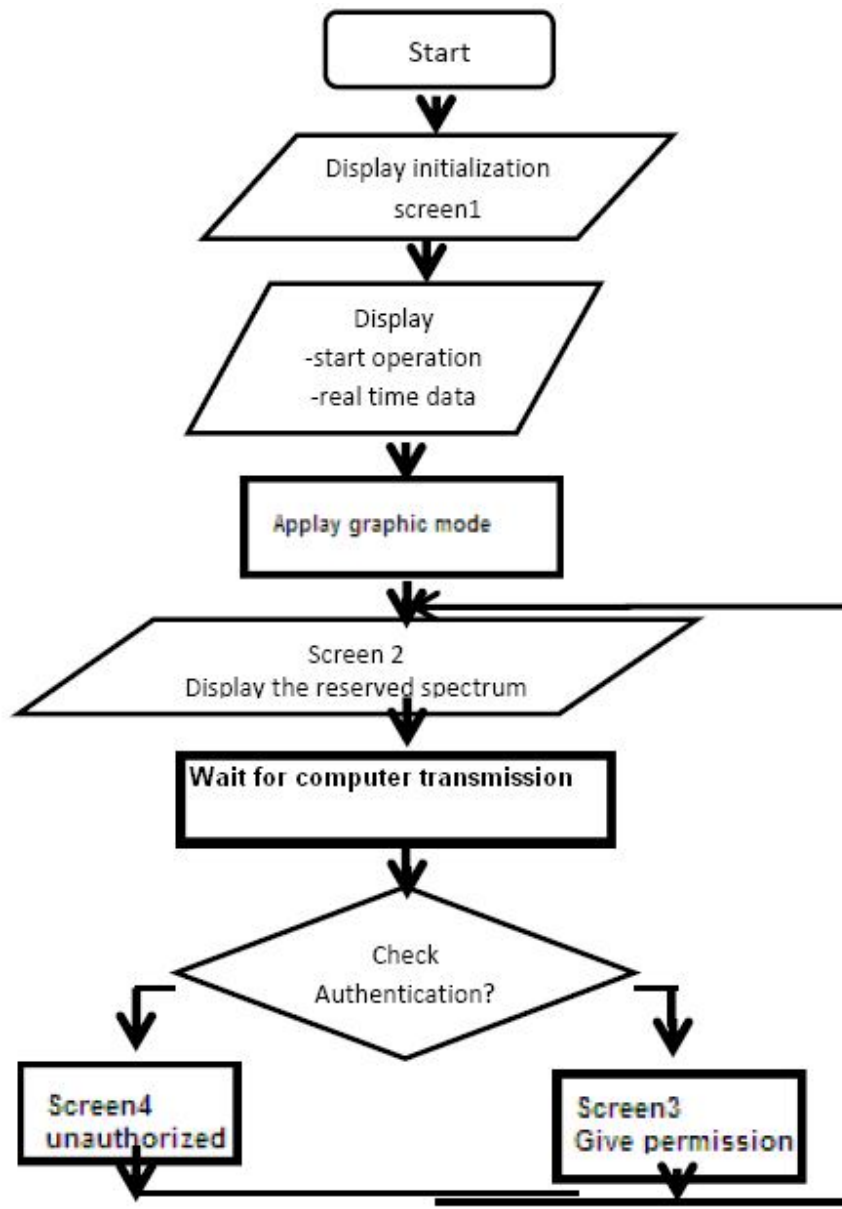 Start
Display initialization
screen1
Display
-start operation
-real time data
Applay graphic mode
Screen 2
Display the reserved spectrum
Wait for computer transmission
Check
Authentication?
Screen4
unauthorized
Screen3
Give permission